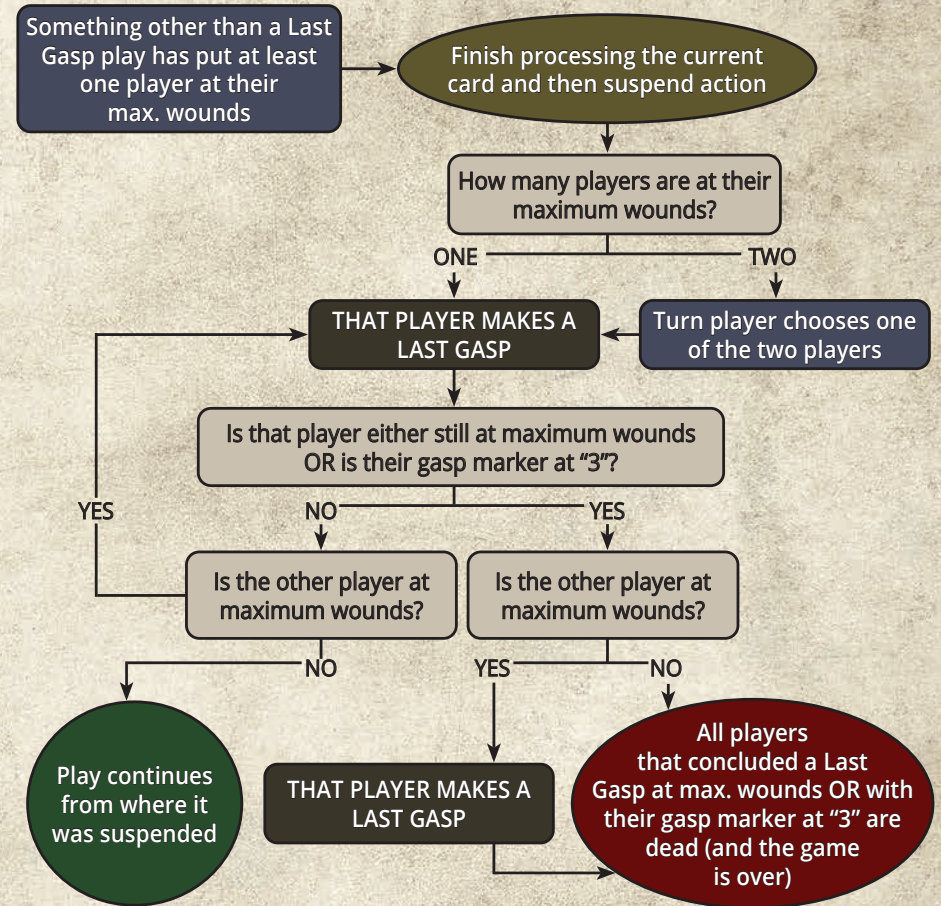 Something other than a Last
Gasp play has put at least
one player at their
max. wounds
Finish processing the current
card and then suspend action
How many players are at their
maximum wounds?
ONE
TWO
THAT PLAYER MAKES A
LAST GASP
Turn player chooses one
of the two players
Is that player either still at maximum wounds
OR is their gasp marker at “3”?
YES
NO
YES
Is the other player at
maximum wounds?
Is the other player at
maximum wounds?
NO
YES
NO
Play continues
from where it
was suspended
THAT PLAYER MAKES A
LAST GASP
All players
that concluded a Last
Gasp at max. wounds OR with
their gasp marker at “3” are
dead (and the game
is over)